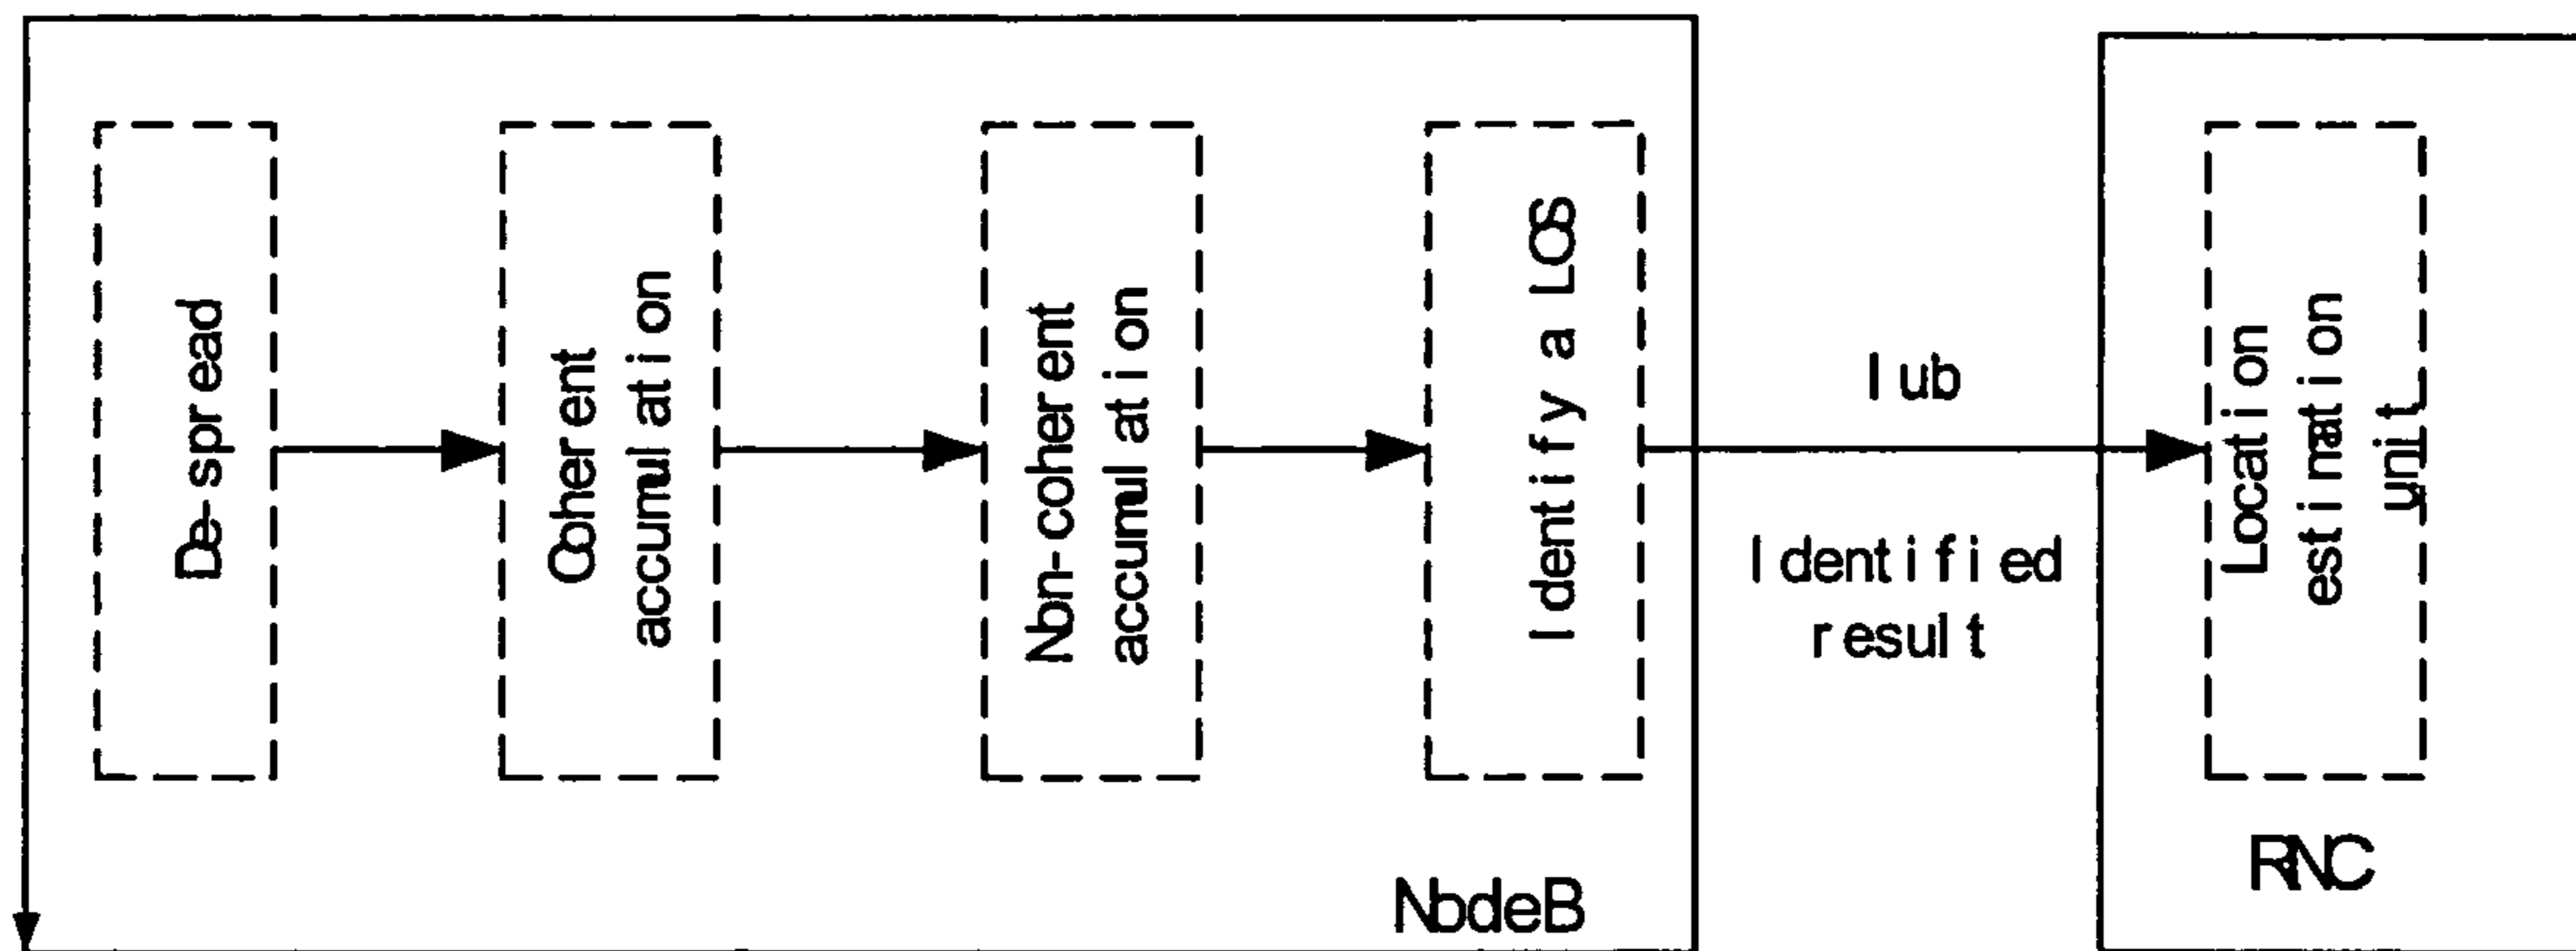 De-spread
Coherent
accumulation
Non-coherent
accumulation
Identify a LOS
Iub
Identified
result
Location
estimation
unit
NodeB
RNC